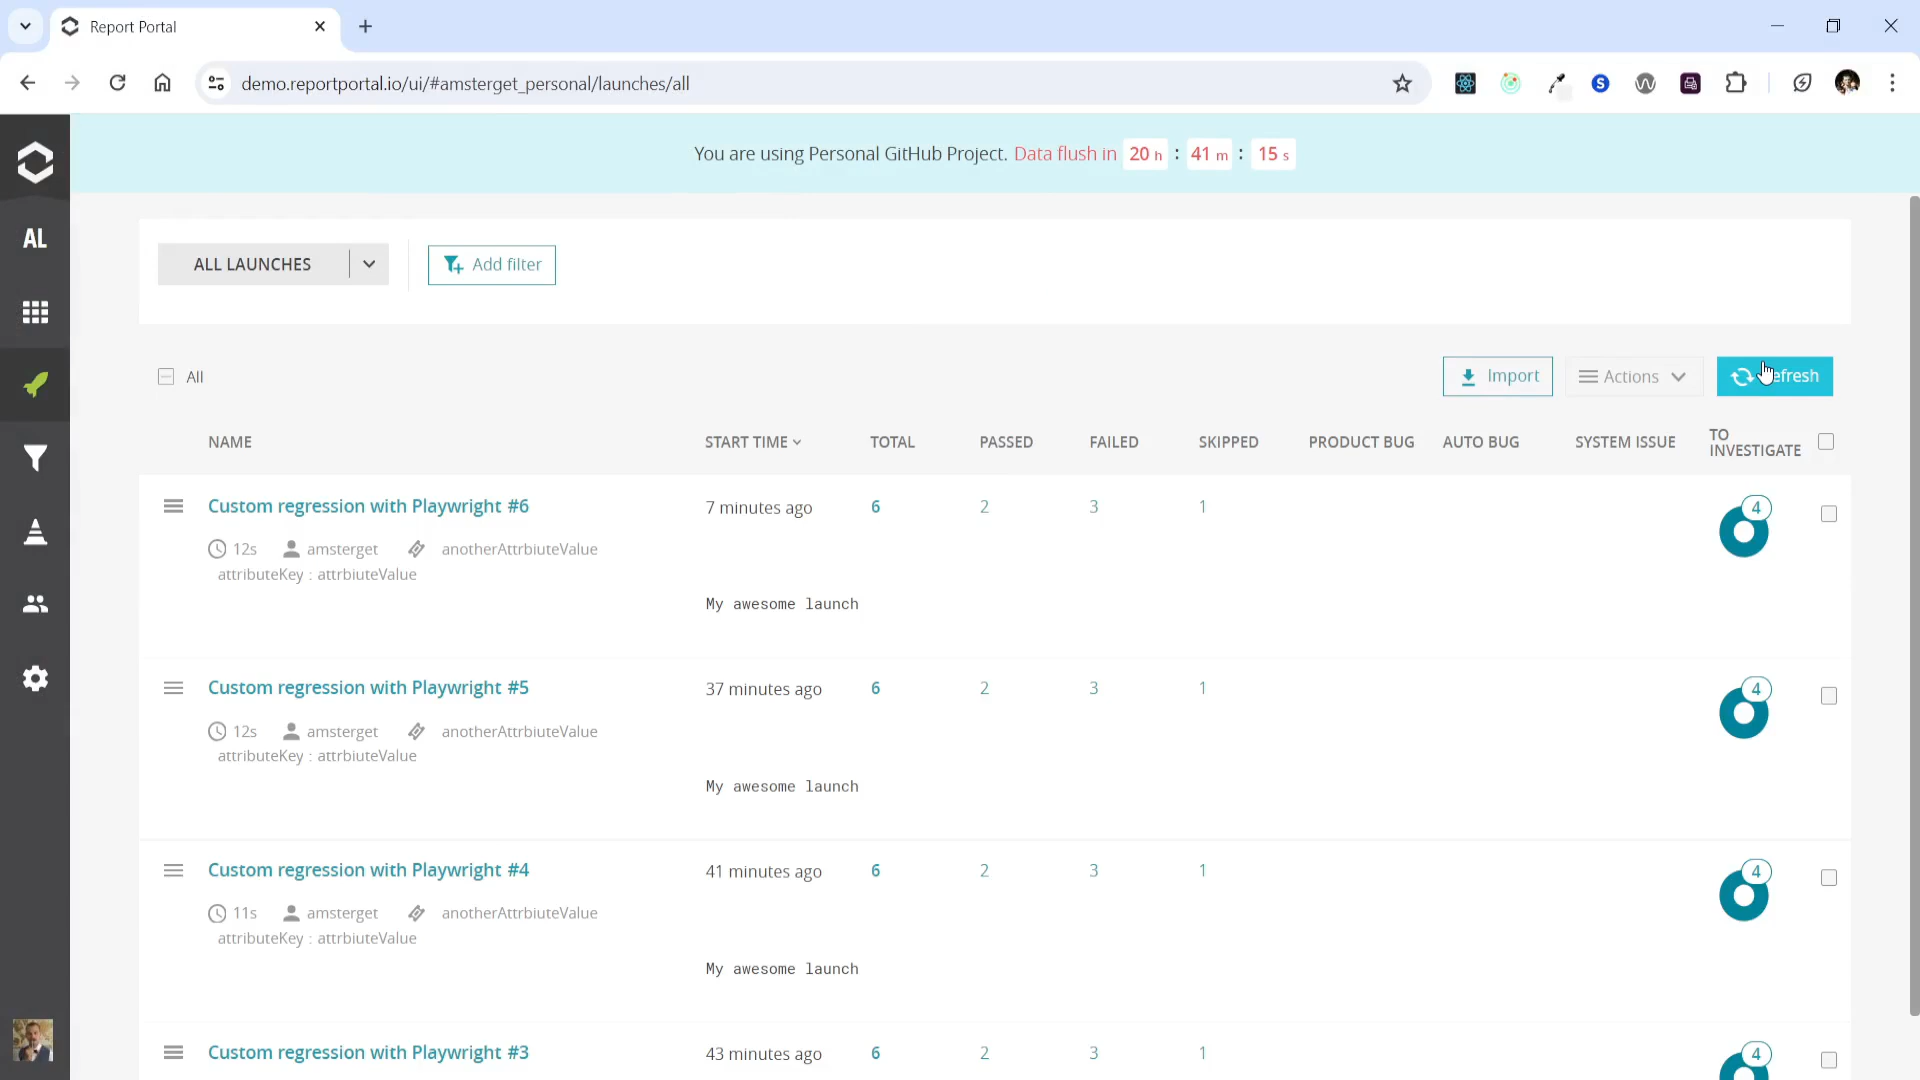 Report Portal
demo.reportportal.io/ui/#amsterget_personal/launches/all
You are using Personal GitHub Project. Data flush in 20 h : 41 m : 15 s
AL
ALL LAUNCHES
Add filter
All
Import
Actions
efresh
NAME
START TIME
TOTAL
PASSED
FAILED
SKIPPED
PRODUCT BUG
AUTO BUG
SYSTEM ISSUE
TO
INVESTIGATE
Custom regression with Playwright #6
7 minutes ago
6
2
3
1
4
12s
amsterget
anotherAttrbiuteValue
attributeKey : attrbiuteValue
My awesome launch
Custom regression with Playwright #5
37 minutes ago
6
2
3
1
4
12s
amsterget
anotherAttrbiuteValue
attributeKey : attrbiuteValue
My awesome launch
Custom regression with Playwright #4
41 minutes ago
6
2
3
1
4
11s
amsterget
anotherAttrbiuteValue
attributeKey : attrbiuteValue
My awesome launch
Custom regression with Playwright #3
43 minutes ago
6
2
3
1
4